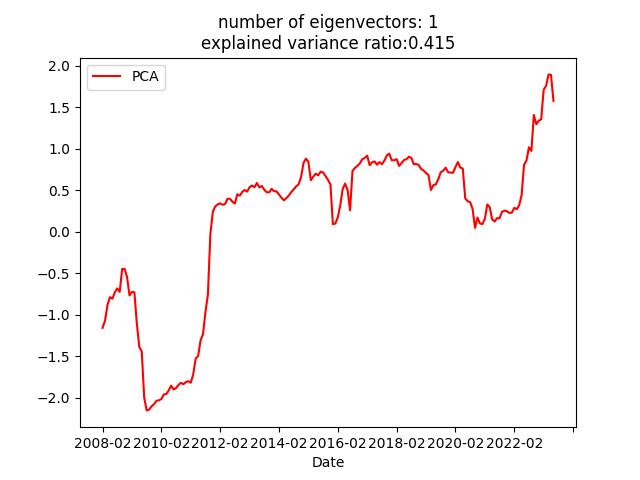 number of eigenvectors: 1
explained variance ratio:0.415
PCA
2.0
1.5
1.0
0.5
0.0
−0.5
−1.0
−1.5
−2.0
2008-02 2010-02 2012-02 2014-02 2016-02 2018-02 2020-02 2022-02
Date